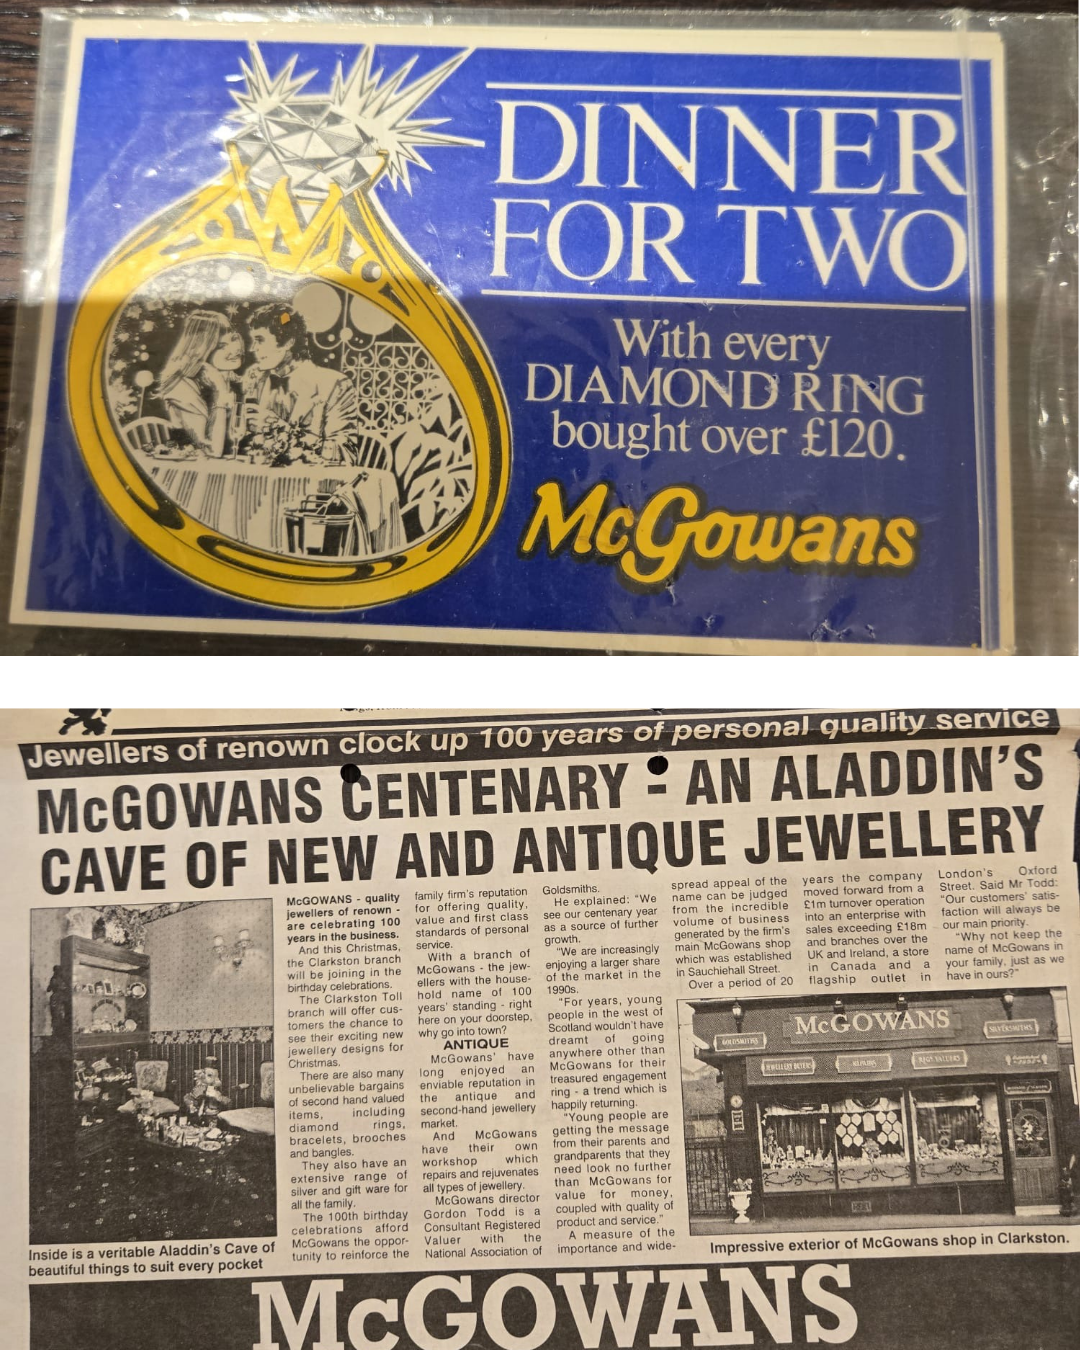 DINNER
FOR TWO
With every
DIAMOND RING
bought over £120.
McGowans
Jewellers of renown clock up 100 years of personal quality service
McGOWANS CENTENARY - AN ALADDIN'S
CAVE OF NEW AND ANTIQUE JEWELLERY
McGOWANS - quality
jewellers of renown -
are celebrating 100
years in the business.
And this Christmas,
the Clarkston branch
will be joining in the
birthday celebrations.
The Clarkston Toll
branch will offer cus-
tomers the chance to
see their exciting new
jewellery designs for
Christmas.
There are also many
unbelievable bargains
of second hand valued
items, including
diamond rings,
bracelets, brooches
and bangles.
They also have an
extensive range of
silver and gift ware for
all the family.
The 100th birthday
celebrations afford
McGowans the oppor-
tunity to reinforce the
family firm's reputation
for offering quality,
value and first class
standards of personal
service.
With a branch of
McGowans - the jew-
ellers with the house-
hold name of 100
years' standing - right
here on your doorstep,
why go into town?
ANTIQUE
McGowans' have
long enjoyed an
enviable reputation in
the antique and
second-hand jewellery
market.
And McGowans
have their own
workshop which
repairs and rejuvenates
all types of jewellery.
McGowans director
Gordon Todd is a
Consultant Registered
Valuer with the
National Association of
Goldsmiths.
He explained: "We
see our centenary year
as a source of further
growth.
"We are increasingly
enjoying a larger share
of the market in the
1990s.
"For years, young
people in the west of
Scotland wouldn't have
dreamt of going
anywhere other than
McGowans for their
treasured engagement
ring - a trend which is
happily returning.
"Young people are
getting the message
from their parents and
grandparents that they
need look no further
than McGowans for
value for money,
coupled with quality of
product and service."
A measure of the
importance and wide-
spread appeal of the
name can be judged
from the incredible
volume of business
generated by the firm's
main McGowans shop
which was established
in Sauchiehall Street.
Over a period of 20
years the company
moved forward from a
£1m turnover operation
into an enterprise with
sales exceeding £18m
and branches over the
UK and Ireland, a store
in Canada and a
flagship outlet in
London's Oxford
Street. Said Mr Todd:
"Our customers' satis-
faction will always be
our main priority.
"Why not keep the
name of McGowans in
your family, just as we
have in ours?"
McGOWANS
GOLDSMITHS
SILVERSMITHS
JEWELLERY BUYERS
REPAIRS
Inside is a veritable Aladdin's Cave of
beautiful things to suit every pocket
Impressive exterior of McGowans shop in Clarkston.
McGOWANS